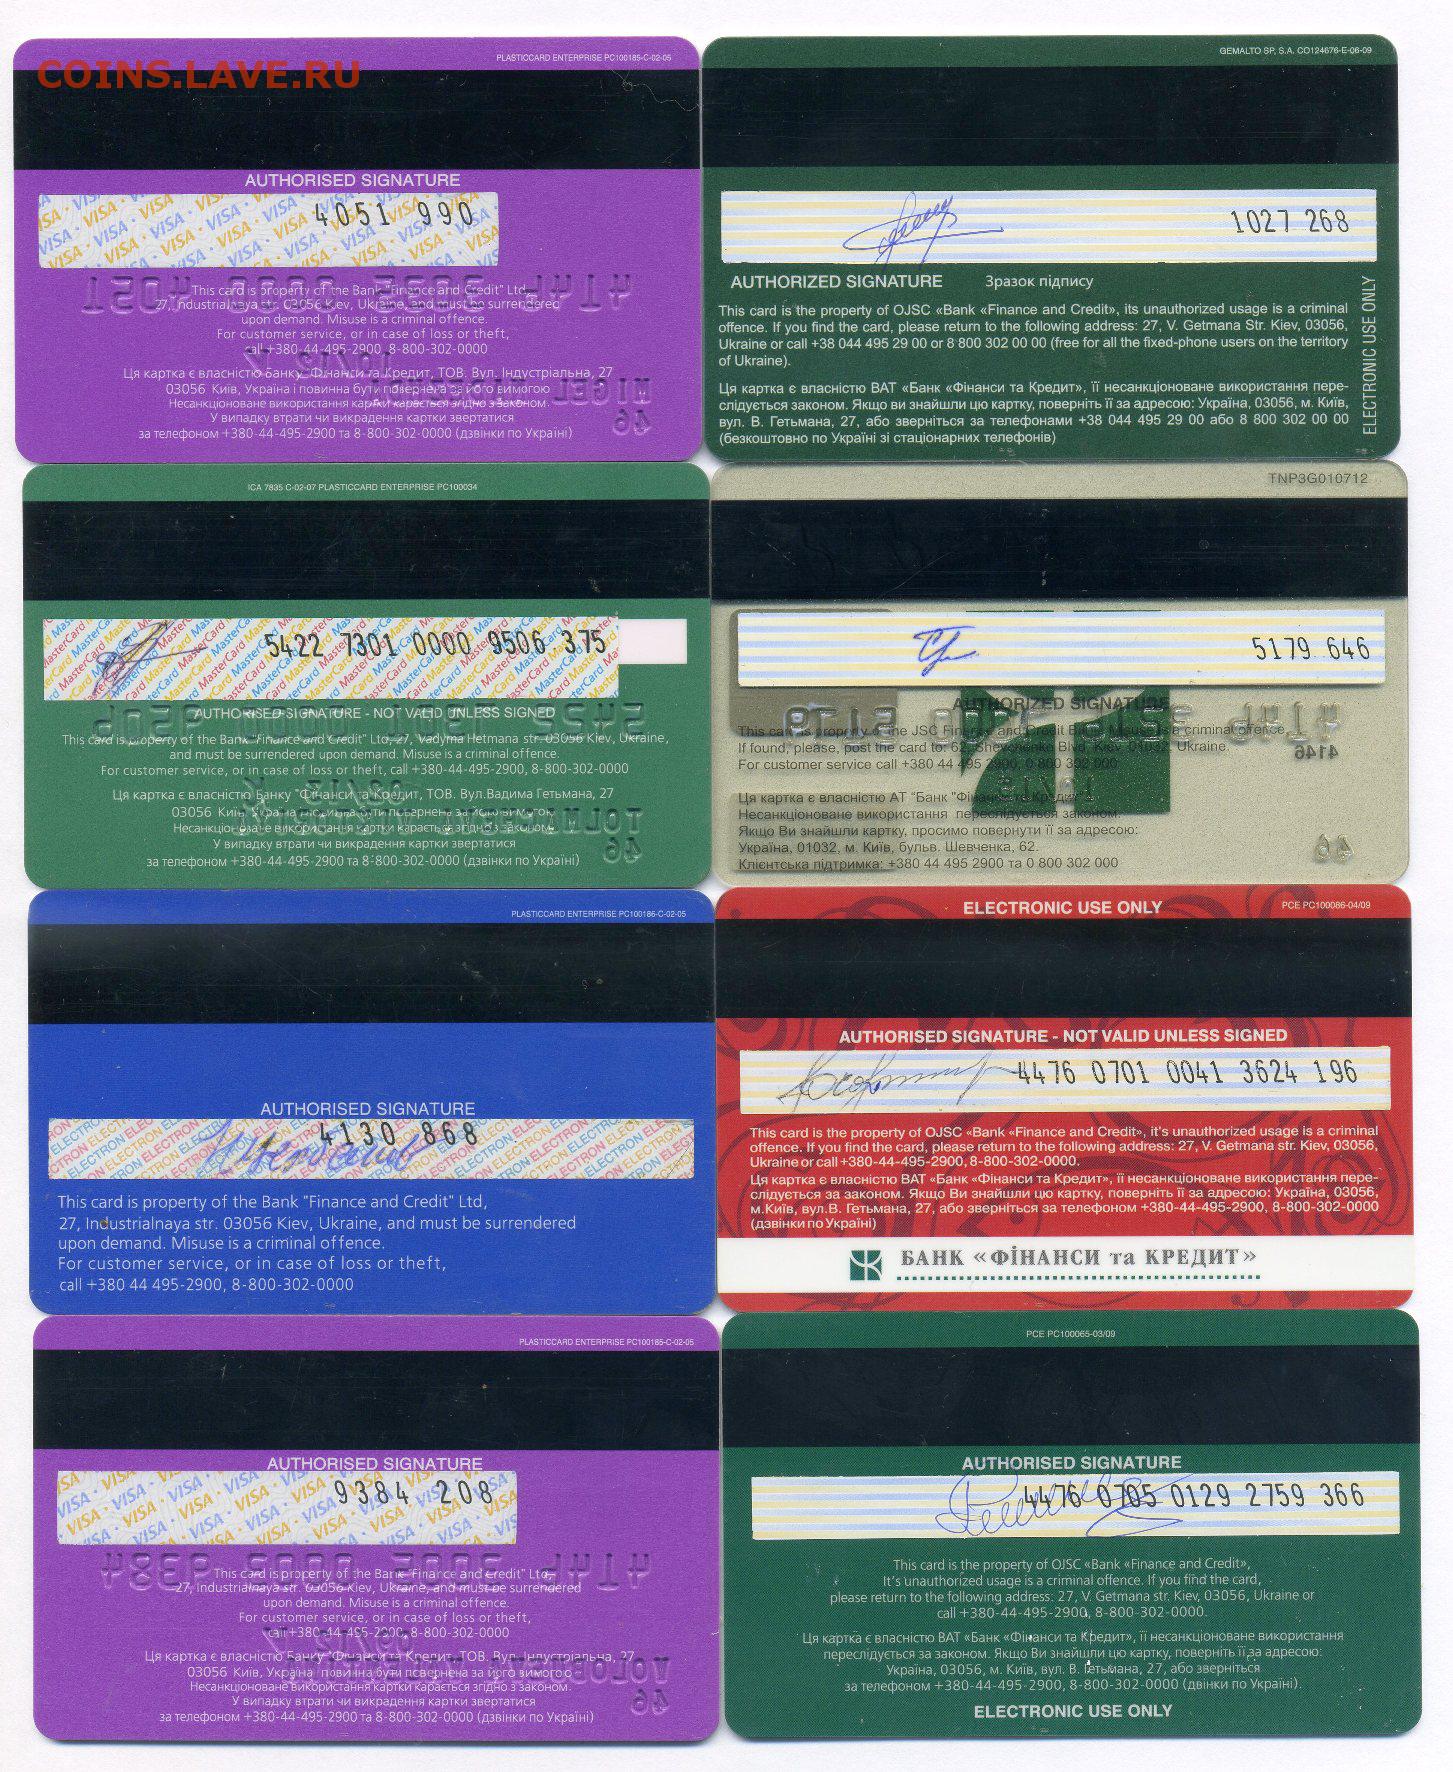 COINS.LAVE.RU
PLASTICCARD ENTERPRISE PC100185-C-02-05
AUTHORISED SIGNATURE
4051 990
This card is property of the Bank "Finance and Credit" Ltd,
27, Industrialnaya str. 03056 Kiev, Ukraine, and must be surrendered
upon demand. Misuse is a criminal offence.
For customer service, or in case of loss or theft,
call +380-44-495-2900, 8-800-302-0000
Ця картка є власністю Банку "Фінанси та Кредит, ТОВ. Вул. Індустріальна, 27
03056 Київ, Україна і повинна бути повернена за його вимогою
Несанкціоноване використання картки карається згідно з законом.
У випадку втрати чи викрадення картки звертатися
за телефоном +380-44-495-2900 та 8-800-302-0000 (дзвінки по Україні)
GEMALTO SP, S.A. CO124676-E-06-09
1027 268
AUTHORIZED SIGNATURE Зразок підпису
This card is the property of OJSC «Bank «Finance and Credit», its unauthorized usage is a criminal
offence. If you find the card, please return to the following address: 27, V. Getmana Str. Kiev, 03056,
Ukraine or call +38 044 495 29 00 or 8 800 302 00 00 (free for all the fixed-phone users on the territory
of Ukraine).
Ця картка є власністю ВАТ «Банк «Фінанси та Кредит», її несанкціоноване використання пере-
слідується законом. Якщо ви знайшли цю картку, поверніть її за адресою: Україна, 03056, м. Київ,
вул. В. Гетьмана, 27, або зверніться за телефонами +38 044 495 29 00 або 8 800 302 00 00
(безкоштовно по Україні зі стаціонарних телефонів)
ELECTRONIC USE ONLY
ICA 7835 C-02-07 PLASTICCARD ENTERPRISE PC100034
5422 7301 0000 9506 375
AUTHORISED SIGNATURE - NOT VALID UNLESS SIGNED
This card is property of the Bank "Finance and Credit" Ltd, 27, Vadyma Hetmana str. 03056 Kiev, Ukraine,
and must be surrendered upon demand. Misuse is a criminal offence.
For customer service, or in case of loss or theft, call +380-44-495-2900, 8-800-302-0000
Ця картка є власністю Банку "Фінанси та Кредит, ТОВ. Вул.Вадима Гетьмана, 27
03056 Київ, Україна і повинна бути повернена за його вимогою
Несанкціоноване використання картки карається згідно з законом.
У випадку втрати чи викрадення картки звертатися
за телефоном +380-44-495-2900 та 8-800-302-0000 (дзвінки по Україні)
TNP3G010712
5179 646
AUTHORIZED SIGNATURE
This card is property of the JSC Finance and Credit Bank. Misuse is a criminal offence.
If found, please, post the card to: 62, Shevchenko Blvd, Kiev, 01032, Ukraine.
For customer service call +380 44 495 2900, 0 800 302 000
4146
Ця картка є власністю АТ "Банк "Фінанси та Кредит".
Несанкціоноване використання переслідується законом.
Якщо Ви знайшли картку, просимо повернути її за адресою:
Україна, 01032, м. Київ, бульв. Шевченка, 62.
Клієнтська підтримка: +380 44 495 2900 та 0 800 302 000
PLASTICCARD ENTERPRISE PC100186-C-02-05
AUTHORISED SIGNATURE
4130 868
This card is property of the Bank "Finance and Credit" Ltd,
27, Industrialnaya str. 03056 Kiev, Ukraine, and must be surrendered
upon demand. Misuse is a criminal offence.
For customer service, or in case of loss or theft,
call +380 44 495-2900, 8-800-302-0000
ELECTRONIC USE ONLY
PCE PC100086-04/09
AUTHORISED SIGNATURE - NOT VALID UNLESS SIGNED
4476 0701 0041 3624 196
This card is the property of OJSC «Bank «Finance and Credit», it's unauthorized usage is a criminal
offence. If you find the card, please return to the following address: 27, V. Getmana str. Kiev, 03056,
Ukraine or call +380-44-495-2900, 8-800-302-0000.
Ця картка є власністю ВАТ «Банк «Фінанси та Кредит», її несанкціоноване використання пере-
слідується за законом. Якщо Ви знайшли цю картку, поверніть її за адресою: Україна, 03056,
м.Київ, вул.В. Гетьмана, 27, або зверніться за телефоном +380-44-495-2900, 8-800-302-0000
(дзвінки по Україні)
БАНК «ФІНАНСИ та КРЕДИТ»
PLASTICCARD ENTERPRISE PC100185-C-02-05
AUTHORISED SIGNATURE
9384 208
This card is property of the Bank "Finance and Credit" Ltd,
27, Industrialnaya str. 03056 Kiev, Ukraine, and must be surrendered
upon demand. Misuse is a criminal offence.
For customer service, or in case of loss or theft,
call +380-44-495-2900, 8-800-302-0000
Ця картка є власністю Банку "Фінанси та Кредит, ТОВ. Вул. Індустріальна, 27
03056 Київ, Україна і повинна бути повернена за його вимогою
Несанкціоноване використання картки карається згідно з законом.
У випадку втрати чи викрадення картки звертатися
за телефоном +380-44-495-2900 та 8-800-302-0000 (дзвінки по Україні)
PCE PC100065-03/09
AUTHORISED SIGNATURE
4476 0705 0129 2759 366
This card is the property of OJSC «Bank «Finance and Credit»,
It's unauthorized usage is a criminal offence. If you find the card,
please return to the following address: 27, V. Getmana str. Kiev, 03056, Ukraine or
call +380-44-495-2900, 8-800-302-0000.
Ця картка є власністю ВАТ «Банк «Фінанси та Кредит», її несанкціоноване використання
переслідується за законом. Якщо Ви знайшли цю картку, поверніть її за адресою:
Україна, 03056, м. Київ, вул. В. Гетьмана, 27, або зверніться
за телефоном +380-44-495-2900, 8-800-302-0000 (двінки по Україні).
ELECTRONIC USE ONLY